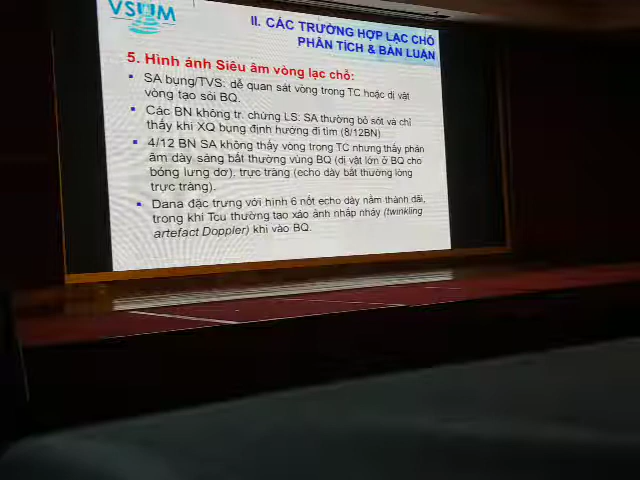 VSUM
II. CÁC TRƯỜNG HỢP LẠC CHỖ
PHÂN TÍCH & BÀN LUẬN
5. Hình ảnh Siêu âm vòng lạc chỗ:
SA bụng/TVS: dễ quan sát vòng trong TC hoặc dị vật
vòng tạo sỏi BQ.
Các BN không tr. chứng LS: SA thường bỏ sót và chỉ
thấy khi XQ bụng định hướng đi tìm (8/12BN)
4/12 BN SA không thấy vòng trong TC nhưng thấy phản
âm dày sáng bất thường vùng BQ (dị vật lớn ở BQ cho
bóng lưng dơ), trực tràng (echo dày bất thường lòng
trực tràng).
Dana đặc trưng với hình 6 nốt echo dày nằm thành dải,
trong khi Tcu thường tạo xảo ảnh nhấp nháy (twinkling
artefact Doppler) khi vào BQ.